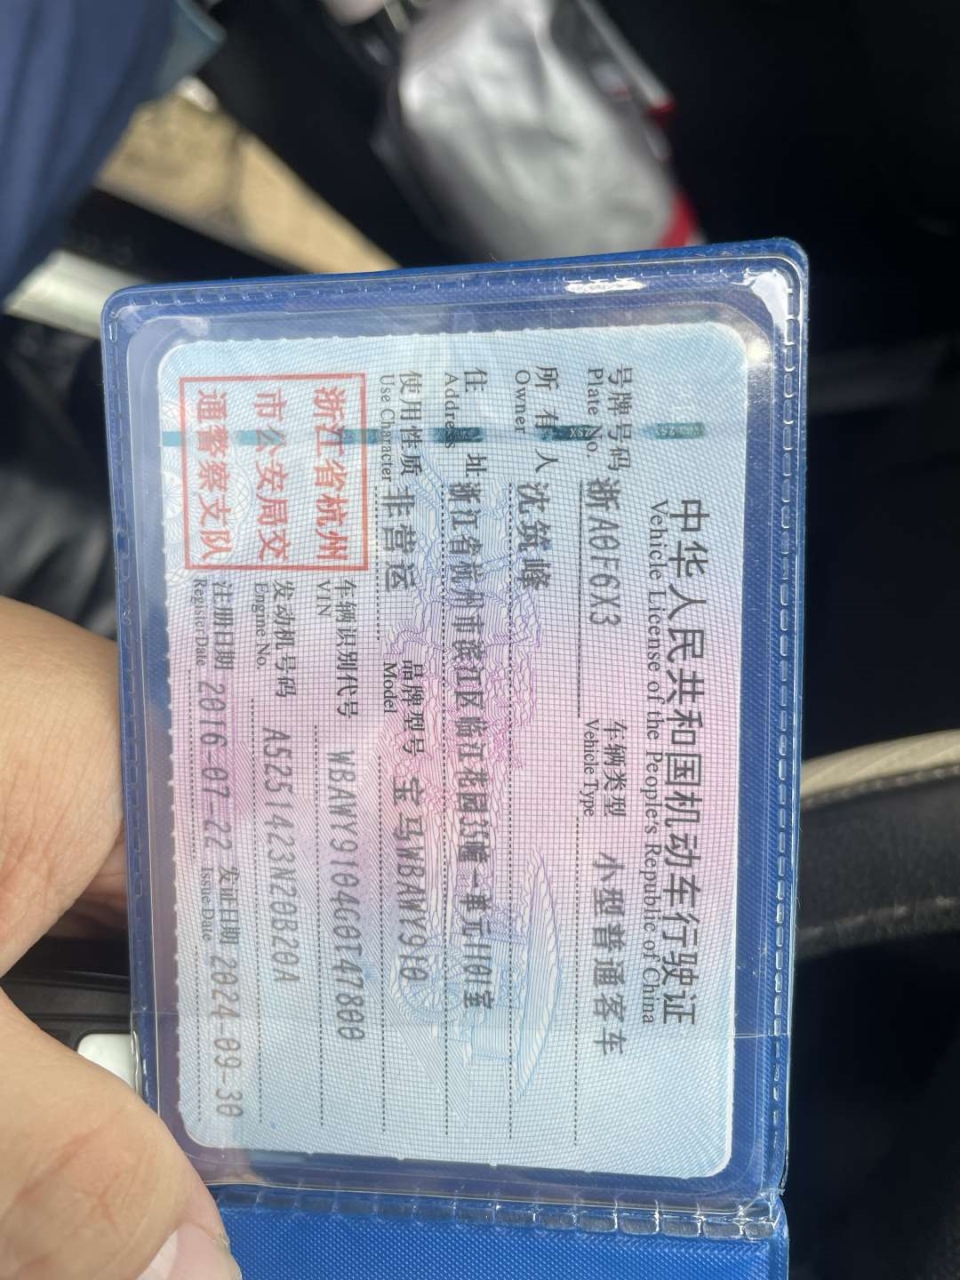 中华人民共和国机动车行驶证
Vehicle License of the People's Republic of China
号牌号码 浙A0F6X3 车辆类型 小型普通客车
Plate No. Vehicle Type
所有人 沈筑峰
Owner
住址 浙江省杭州市滨江区临江花园35幢一单元1101室
Address
使用性质 非营运 品牌型号 宝马WBAWY910
Use Character Model
浙江省杭州
市公安局交
通警察支队
车辆识别代号 WBAWY9104G0T47800
VIN
发动机号码 A5251423N20B20A
Engine No.
注册日期 2016-07-22 发证日期 2024-09-30
Register Date Issue Date